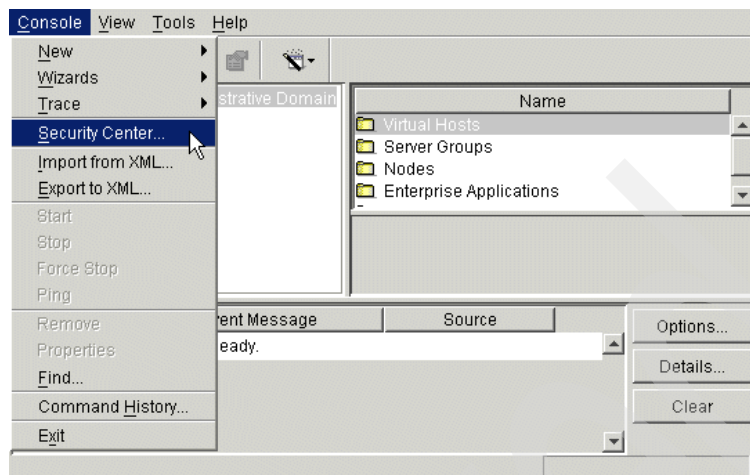 Console View Tools Help
New
Wizards
Trace
Security Center...
Import from XML...
Export to XML...
Start
Stop
Force Stop
Ping
Remove
Properties
Find...
Command History...
Exit
strative Domain
Name
Virtual Hosts
Server Groups
Nodes
Enterprise Applications
ent Message Source
eady.
Options...
Details...
Clear